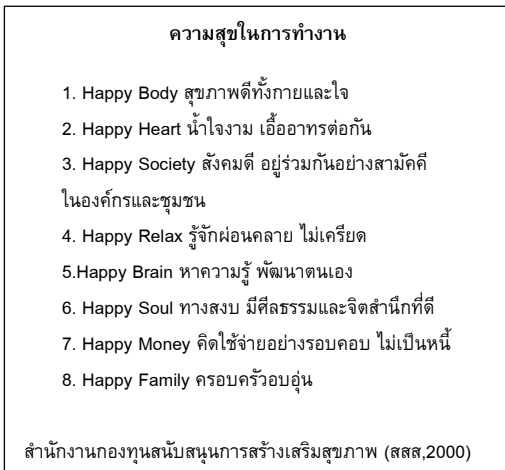 ความสุขในการทำงาน
1. Happy Body สุขภาพดีทั้งกายและใจ
2. Happy Heart น้ำใจงาม เอื้ออาทรต่อกัน
3. Happy Society สังคมดี อยู่ร่วมกันอย่างสามัคคี
ในองค์กรและชุมชน
4. Happy Relax รู้จักผ่อนคลาย ไม่เครียด
5.Happy Brain หาความรู้ พัฒนาตนเอง
6. Happy Soul ทางสงบ มีศีลธรรมและจิตสำนึกที่ดี
7. Happy Money คิดใช้จ่ายอย่างรอบคอบ ไม่เป็นหนี้
8. Happy Family ครอบครัวอบอุ่น
สำนักงานกองทุนสนับสนุนการสร้างเสริมสุขภาพ (สสส,2000)